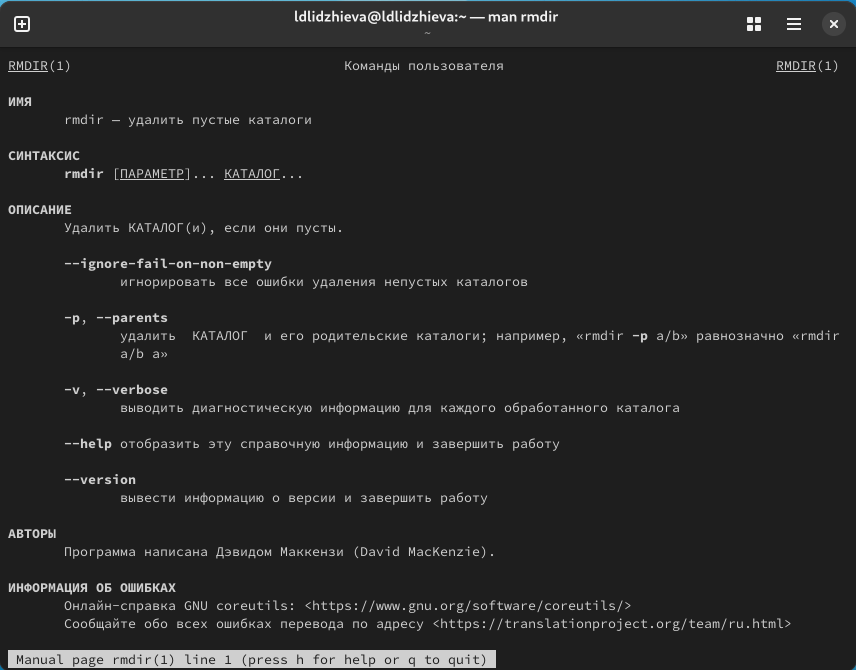 ldlidzhieva@ldlidzhieva:~ — man rmdir
~
RMDIR(1) Команды пользователя RMDIR(1)
ИМЯ
rmdir — удалить пустые каталоги
СИНТАКСИС
rmdir [ПАРАМЕТР]... КАТАЛОГ...
ОПИСАНИЕ
Удалить КАТАЛОГ(и), если они пусты.
--ignore-fail-on-non-empty
игнорировать все ошибки удаления непустых каталогов
-p, --parents
удалить КАТАЛОГ и его родительские каталоги; например, «rmdir -p a/b» равнозначно «rmdir
a/b a»
-v, --verbose
выводить диагностическую информацию для каждого обработанного каталога
--help отобразить эту справочную информацию и завершить работу
--version
вывести информацию о версии и завершить работу
АВТОРЫ
Программа написана Дэвидом Маккензи (David MacKenzie).
ИНФОРМАЦИЯ ОБ ОШИБКАХ
Онлайн-справка GNU coreutils: <https://www.gnu.org/software/coreutils/>
Сообщайте обо всех ошибках перевода по адресу <https://translationproject.org/team/ru.html>
Manual page rmdir(1) line 1 (press h for help or q to quit)